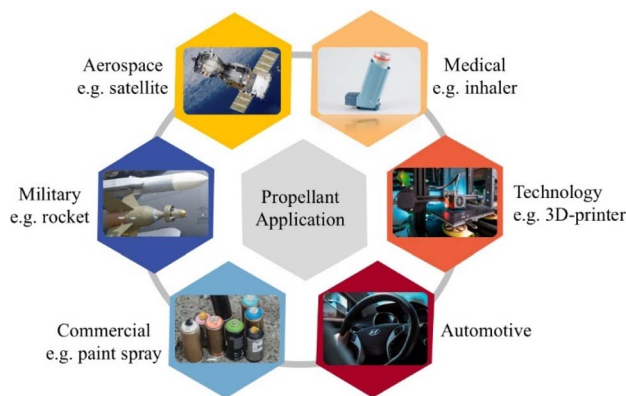 Aerospace
e.g. satellite
Medical
e.g. inhaler
Military
e.g. rocket
Propellant
Application
Technology
e.g. 3D-printer
Commercial
e.g. paint spray
Automotive